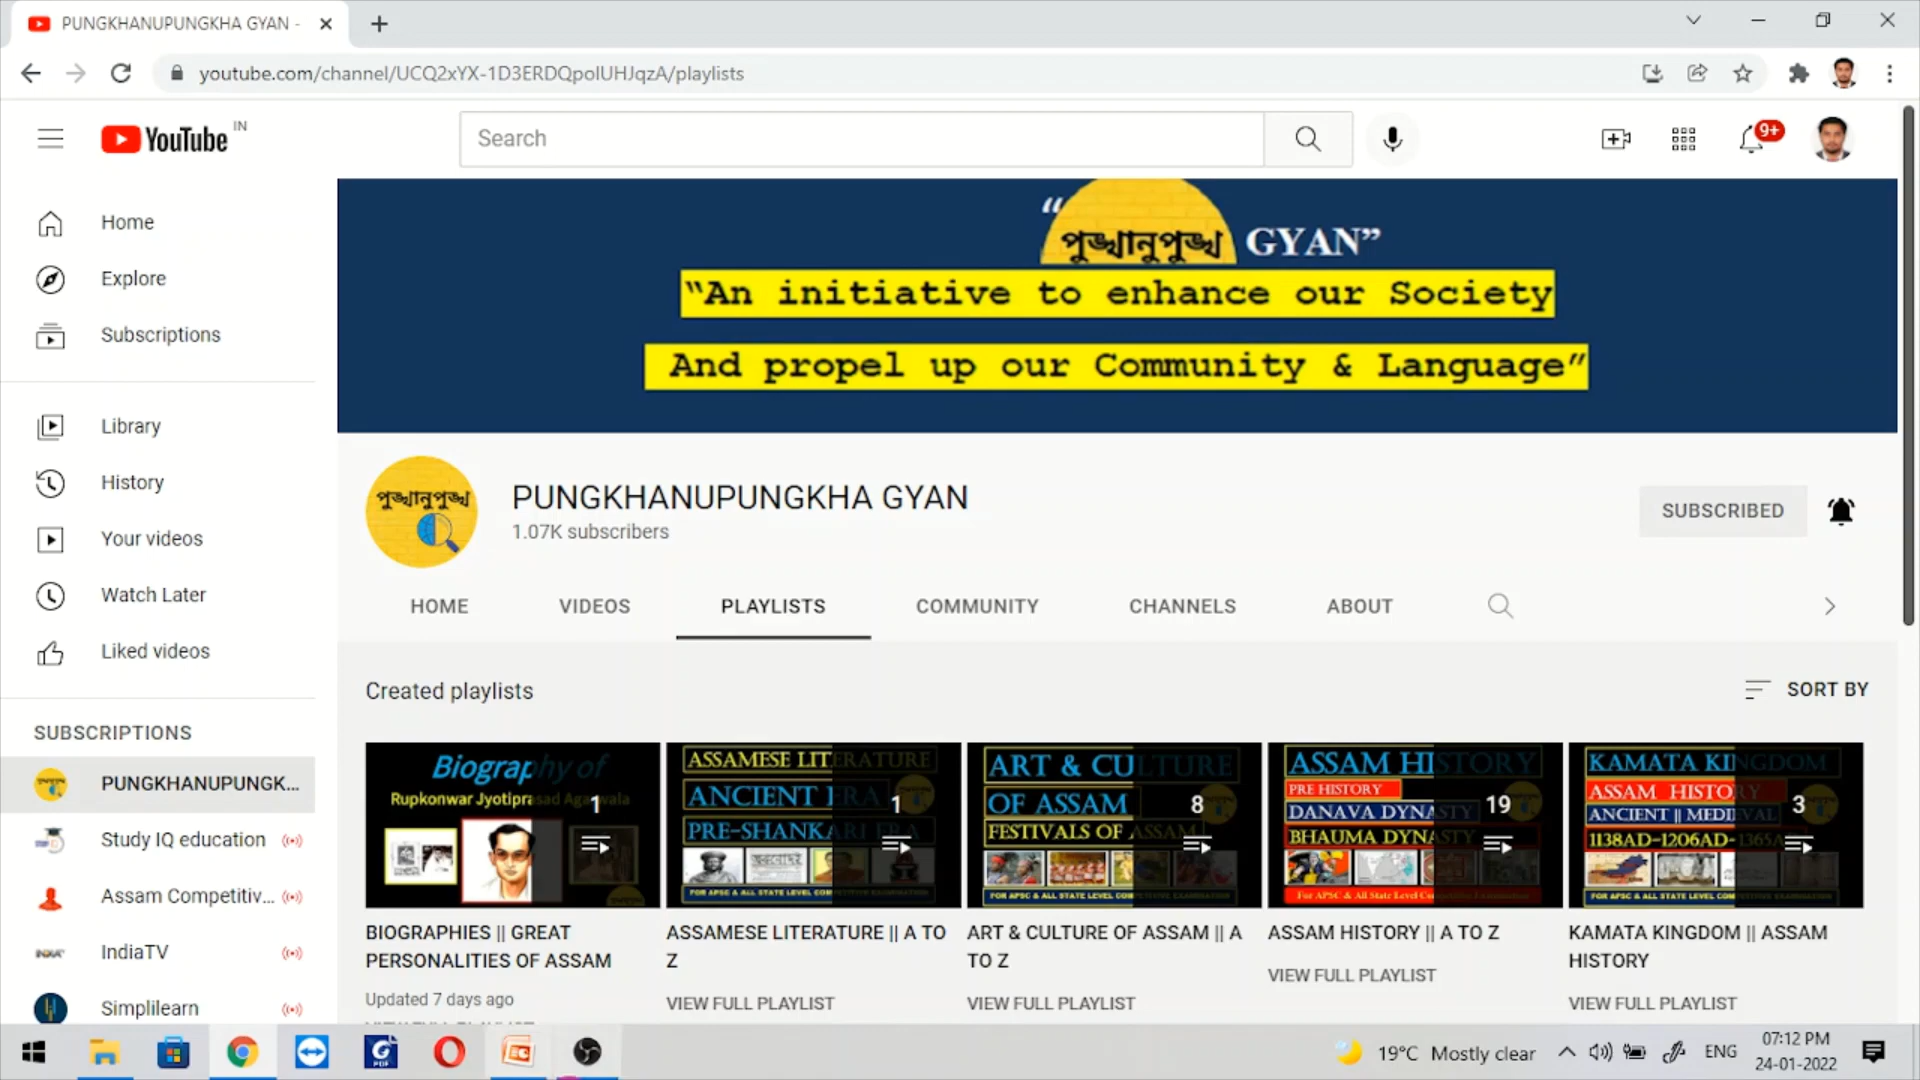 PUNGKHANUPUNGKHA GYAN -
youtube.com/channel/UCQ2xYX-1D3ERDQpolUHJqzA/playlists
YouTube IN
Search
9+
Home
Explore
Subscriptions
Library
History
Your videos
Watch Later
Liked videos
SUBSCRIPTIONS
PUNGKHANUPUNGK...
Study IQ education
Assam Competitiv...
IndiaTV
Simplilearn
“পুঙ্খানুপুঙ্খ GYAN”
“An initiative to enhance our Society
And propel up our Community & Language”
পুঙ্খানুপুঙ্খ
PUNGKHANUPUNGKHA GYAN
1.07K subscribers
SUBSCRIBED
HOME VIDEOS PLAYLISTS COMMUNITY CHANNELS ABOUT
Created playlists
SORT BY
Biography of
Rupkonwar Jyotiprasad Agarwala
1
BIOGRAPHIES || GREAT
PERSONALITIES OF ASSAM
Updated 7 days ago
VIEW FULL PLAYLIST
ASSAMESE LITERATURE
ANCIENT ERA
PRE-SHANKARI ERA
1
FOR APSC & ALL STATE LEVEL COMPETITIVE EXAMINATION
ASSAMESE LITERATURE || A TO
Z
VIEW FULL PLAYLIST
ART & CULTURE
OF ASSAM
FESTIVALS OF ASSAM
8
FOR APSC & ALL STATE LEVEL COMPETITIVE EXAMINATION
ART & CULTURE OF ASSAM || A
TO Z
VIEW FULL PLAYLIST
ASSAM HISTORY
PRE HISTORY
DANAVA DYNASTY
BHAUMA DYNASTY
19
For APSC & All State Level Competitive Examination
ASSAM HISTORY || A TO Z
VIEW FULL PLAYLIST
KAMATA KINGDOM
ASSAM HISTORY
ANCIENT || MEDIEVAL
1138AD-1206AD-1365A
3
FOR APSC & ALL STATE LEVEL COMPETITIVE EXAMINATION
KAMATA KINGDOM || ASSAM
HISTORY
VIEW FULL PLAYLIST
19°C Mostly clear
ENG
07:12 PM
24-01-2022